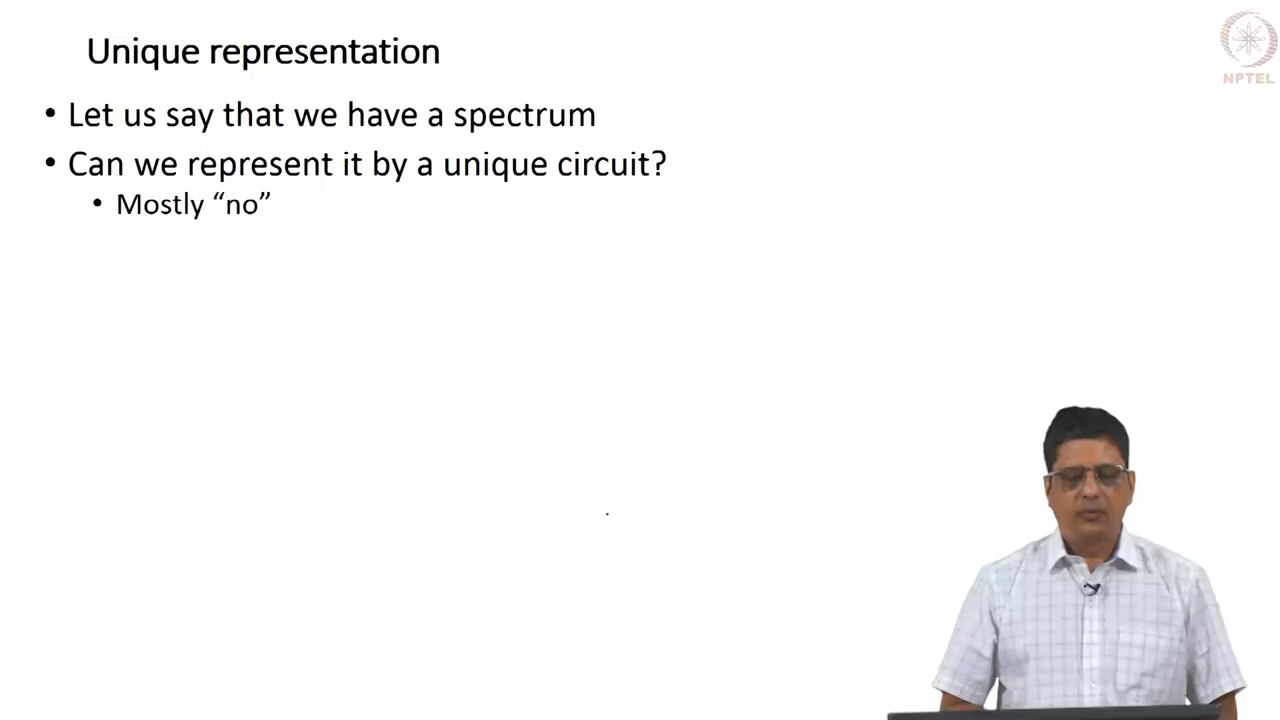 Unique representation
NPTEL
• Let us say that we have a spectrum
• Can we represent it by a unique circuit?
• Mostly “no”